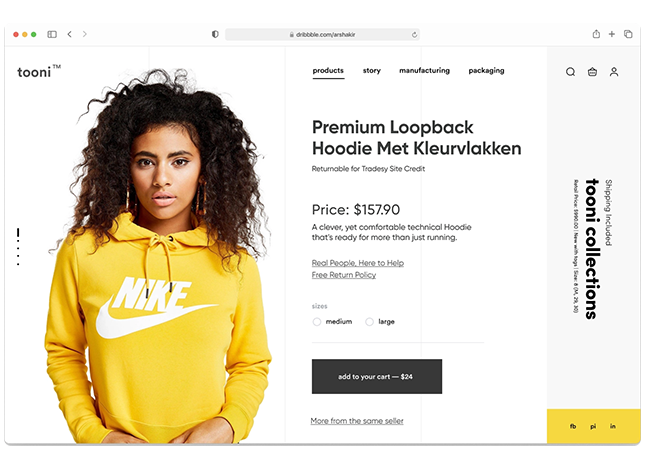 dribbble.com/arshakir
tooni™
products story manufacturing packaging
Premium Loopback
Hoodie Met Kleurvlakken
Returnable for Tradesy Site Credit
Price: $157.90
A clever, yet comfortable technical Hoodie
that's ready for more than just running.
Real People, Here to Help
Free Return Policy
sizes
medium large
add to your cart — $24
More from the same seller
NIKE
Shipping Included
tooni collections
Retail Price: $990.00 | New with tags | Size: 8 (M, 29, 30)
fb pi in